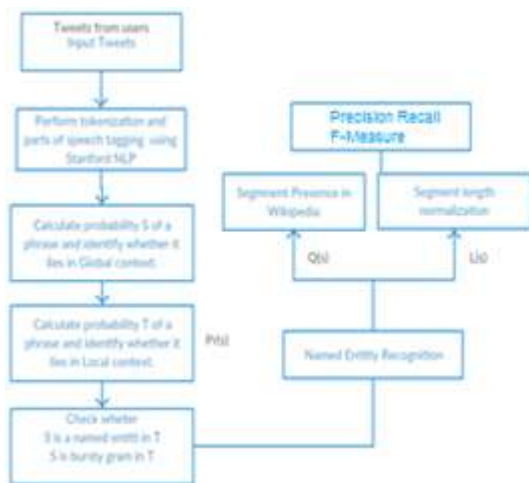 Tweets from users
Input Tweets
Perform tokenization and
parts of speech tagging using
Stanford NLP
Calculate probability S of a
phrase and identify whether it
lies in Global context.
Calculate probability T of a
phrase and identify whether it
lies in Local context.
Check wheter
S is a named entitt in T
S is bursty gram in T
Pr(s)
Precision Recall
F-Measure
Segment Presence in
Wikipedia
Segment length
normalization
Q(s)
L(s)
Named Entitty Recognition